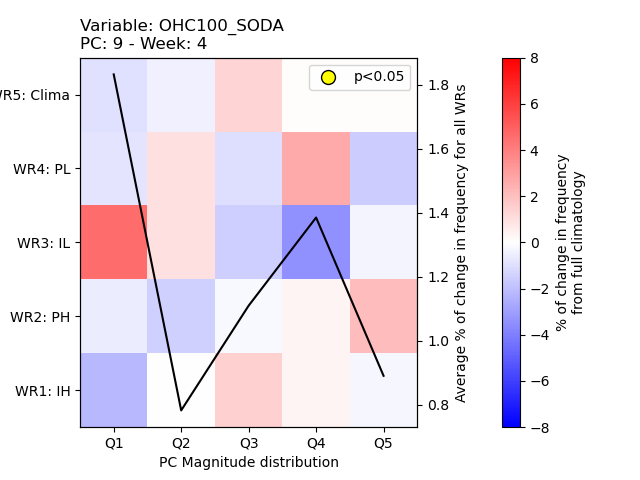 Variable: OHC100_SODA
PC: 9 - Week: 4
p<0.05
WR5: Clima
WR4: PL
WR3: IL
WR2: PH
WR1: IH
Q1 Q2 Q3 Q4 Q5
PC Magnitude distribution
1.8
1.6
1.4
1.2
1.0
0.8
Average % of change in frequency for all WRs
8
6
4
2
0
−2
−4
−6
−8
% of change in frequency
from full climatology